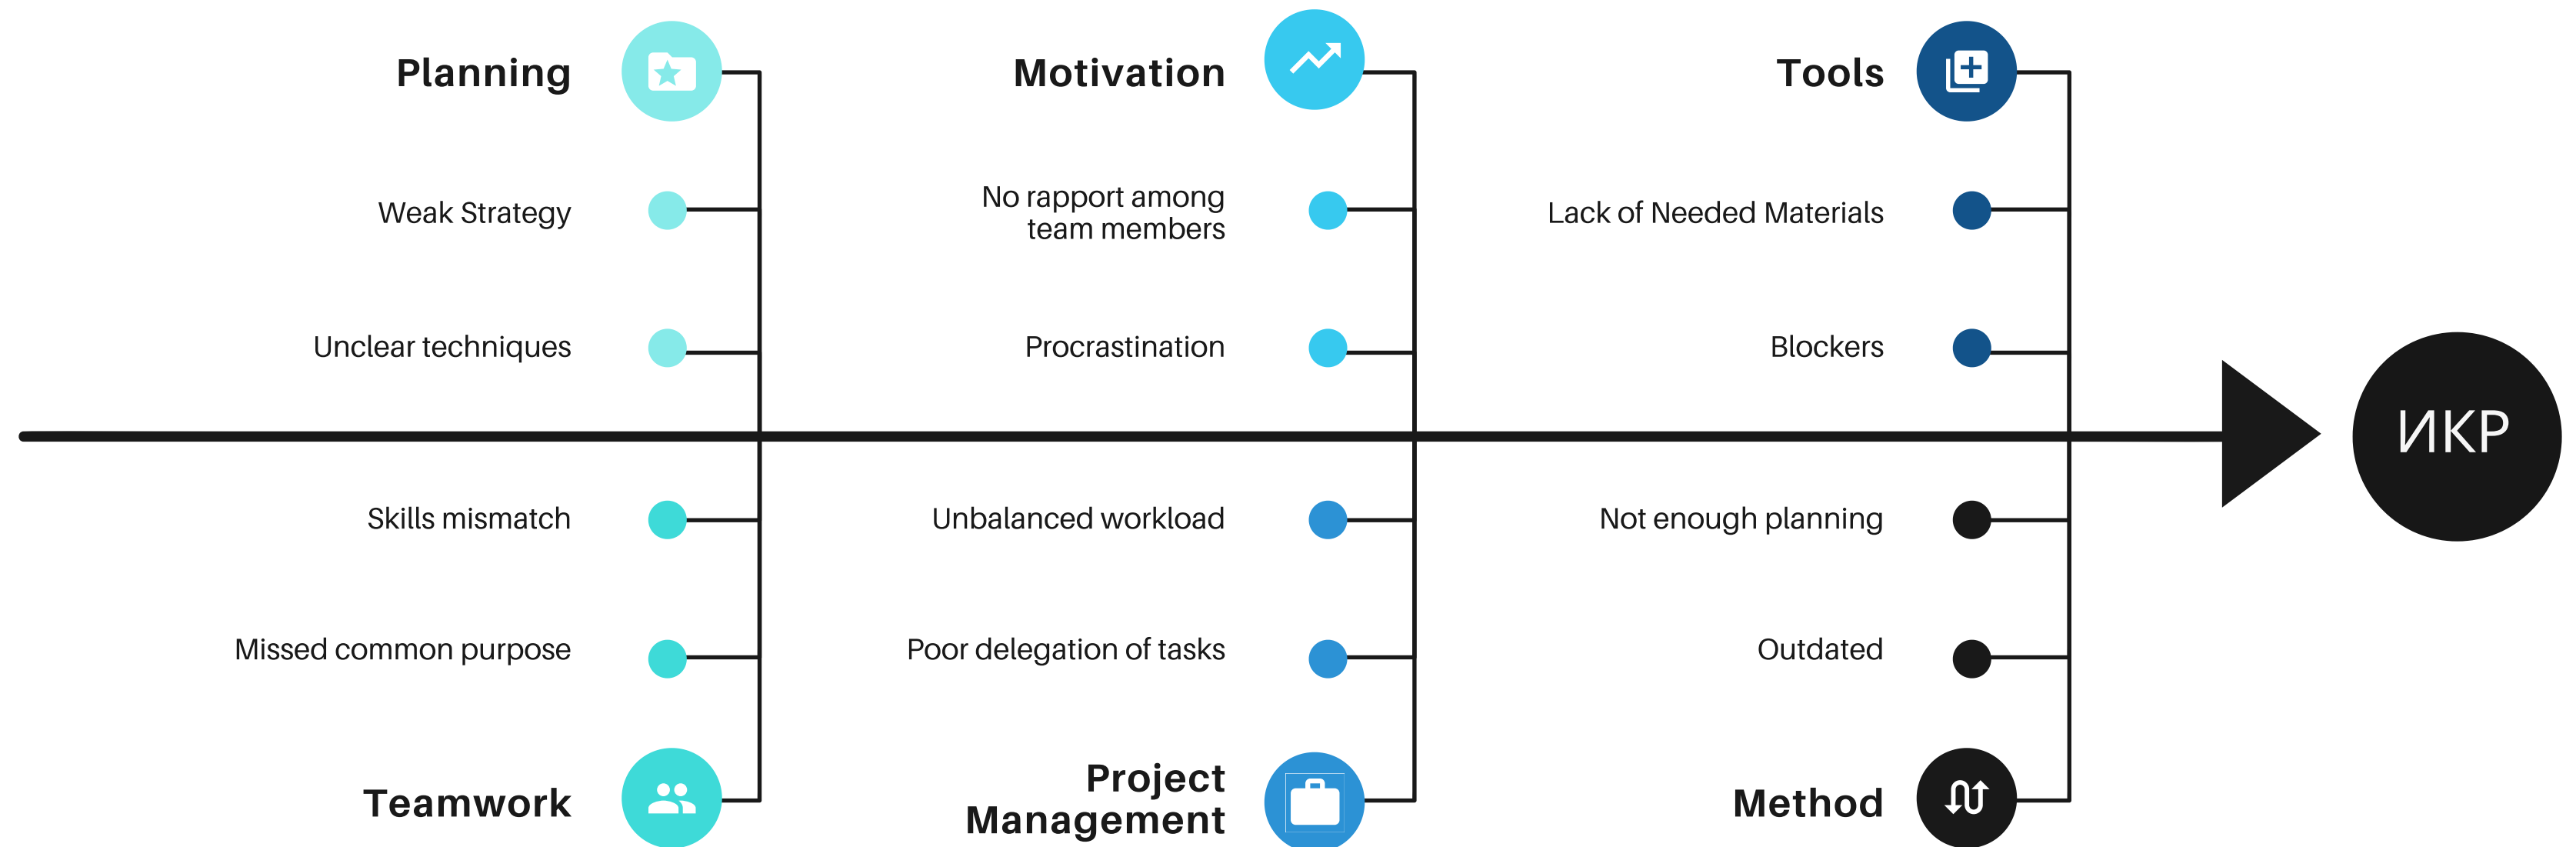 Planning
Weak Strategy
Unclear techniques
Skills mismatch
Missed common purpose
Teamwork
Motivation
No rapport among
team members
Procrastination
Unbalanced workload
Poor delegation of tasks
Project
Management
Tools
Lack of Needed Materials
Blockers
Not enough planning
Outdated
Method
ИКР